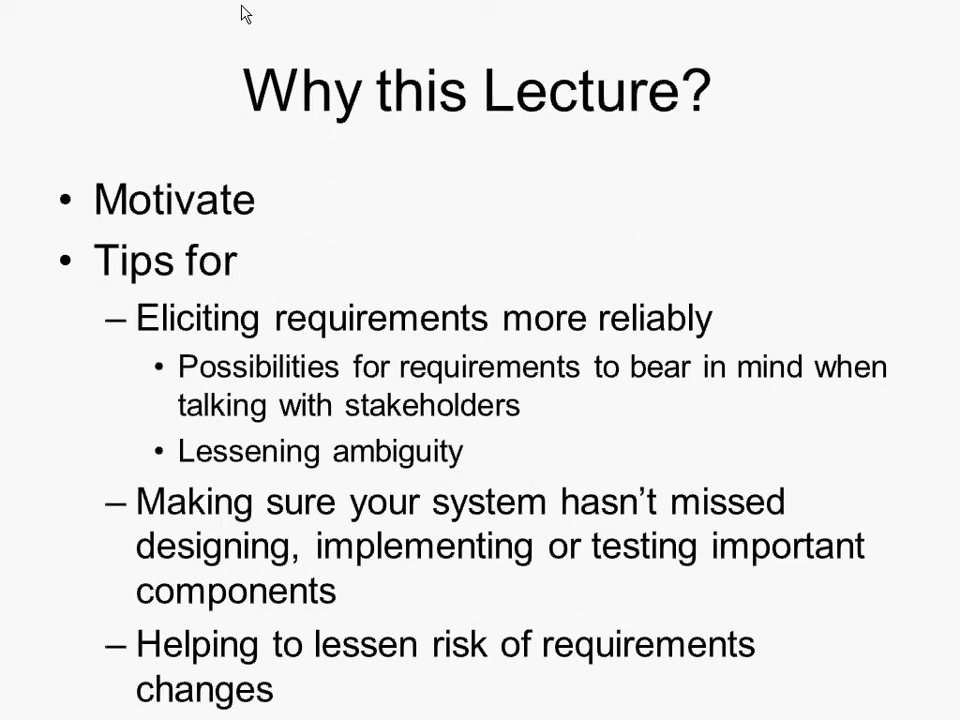 Why this Lecture?
• Motivate
• Tips for
– Eliciting requirements more reliably
• Possibilities for requirements to bear in mind when
talking with stakeholders
• Lessening ambiguity
– Making sure your system hasn’t missed
designing, implementing or testing important
components
– Helping to lessen risk of requirements
changes